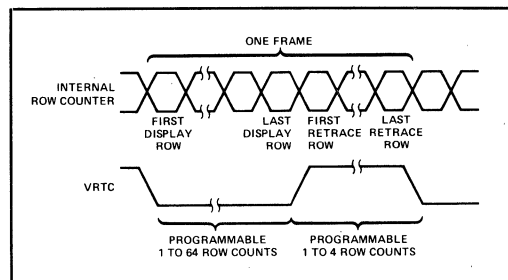 ONE FRAME
INTERNAL
ROW COUNTER
FIRST
DISPLAY
ROW
LAST
DISPLAY
ROW
FIRST
RETRACE
ROW
LAST
RETRACE
ROW
VRTC
PROGRAMMABLE
1 TO 64 ROW COUNTS
PROGRAMMABLE
1 TO 4 ROW COUNTS